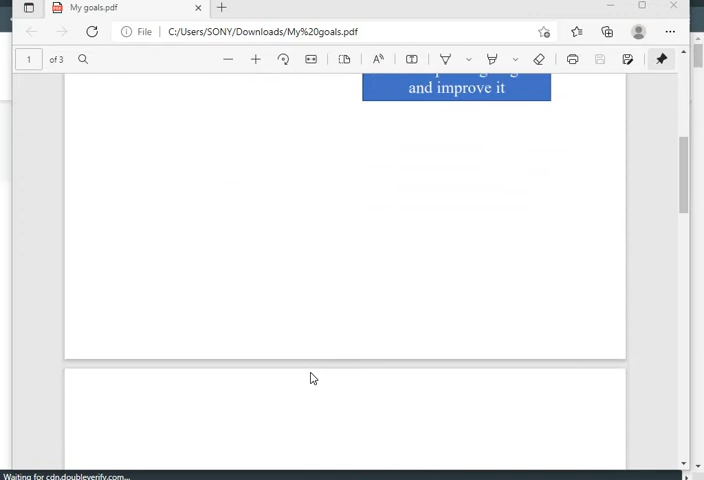 My goals.pdf
File C:/Users/SONY/Downloads/My%20goals.pdf
1 of 3
and improve it
Waiting for cdn.doubleverify.com...